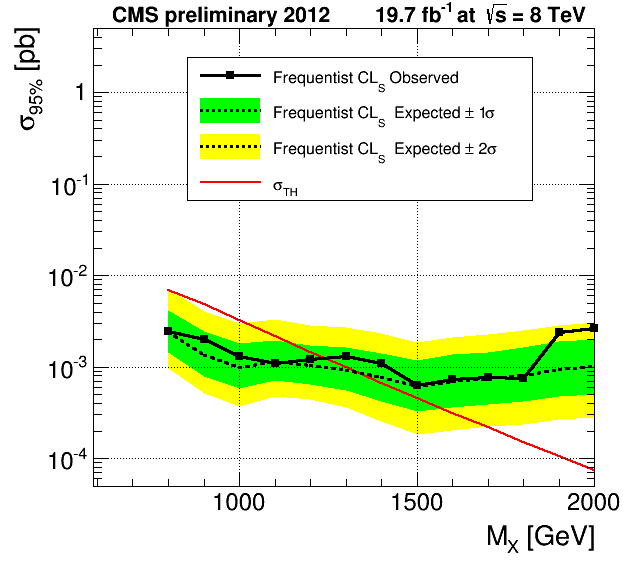 CMS preliminary 2012 19.7 fb⁻¹ at √s = 8 TeV
σ95% [pb]
Frequentist CLS Observed
Frequentist CLS Expected ± 1σ
Frequentist CLS Expected ± 2σ
σTH
1
10⁻¹
10⁻²
10⁻³
10⁻⁴
1000 1500 2000
MX [GeV]